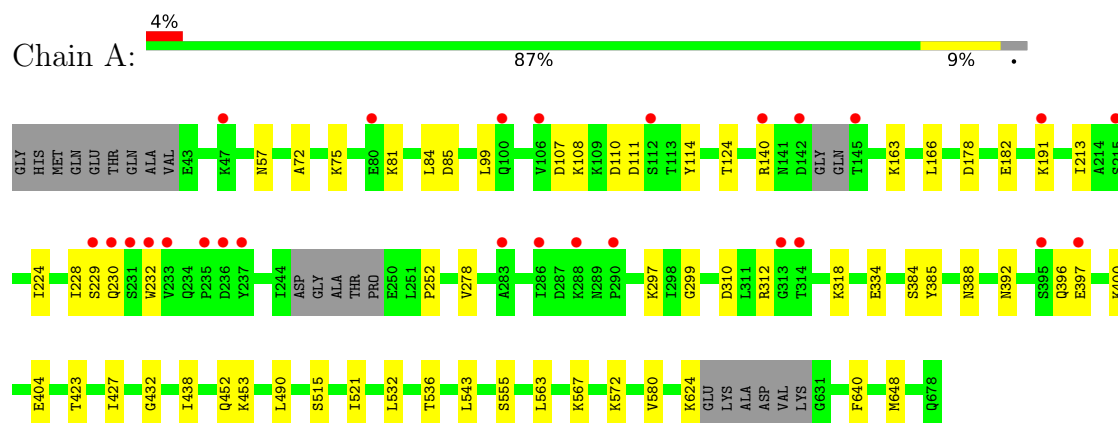 4%
Chain A:
87%
9%
GLY HIS MET GLN GLU THR GLN ALA VAL E43 K47 N57 A72 K75 E80 K81 L84 D85 L99 Q100 V106 D107 K108 K109 D110 D111 S112 T113 Y114 T124 R140 N141 D142 GLY GLN T145 K163 L166 D178 E182 K191 I213 A214 S215
I224 I228 S229 Q230 S231 W232 V233 Q234 P235 D236 Y237 I244 ASP GLY ALA THR PRO E250 L251 P252 V278 A283 I286 D287 K288 N289 P290 K297 I298 G299 D310 L311 R312 G313 T314 K318 E334 S384 Y385 N388 N392 S395 Q396 E397 K400
E404 T423 I427 G432 I438 Q452 K453 L490 S515 I521 L532 T536 L543 S555 L563 K567 K572 V580 K624 GLU LYS ALA ASP VAL LYS G631 F640 M648 Q678